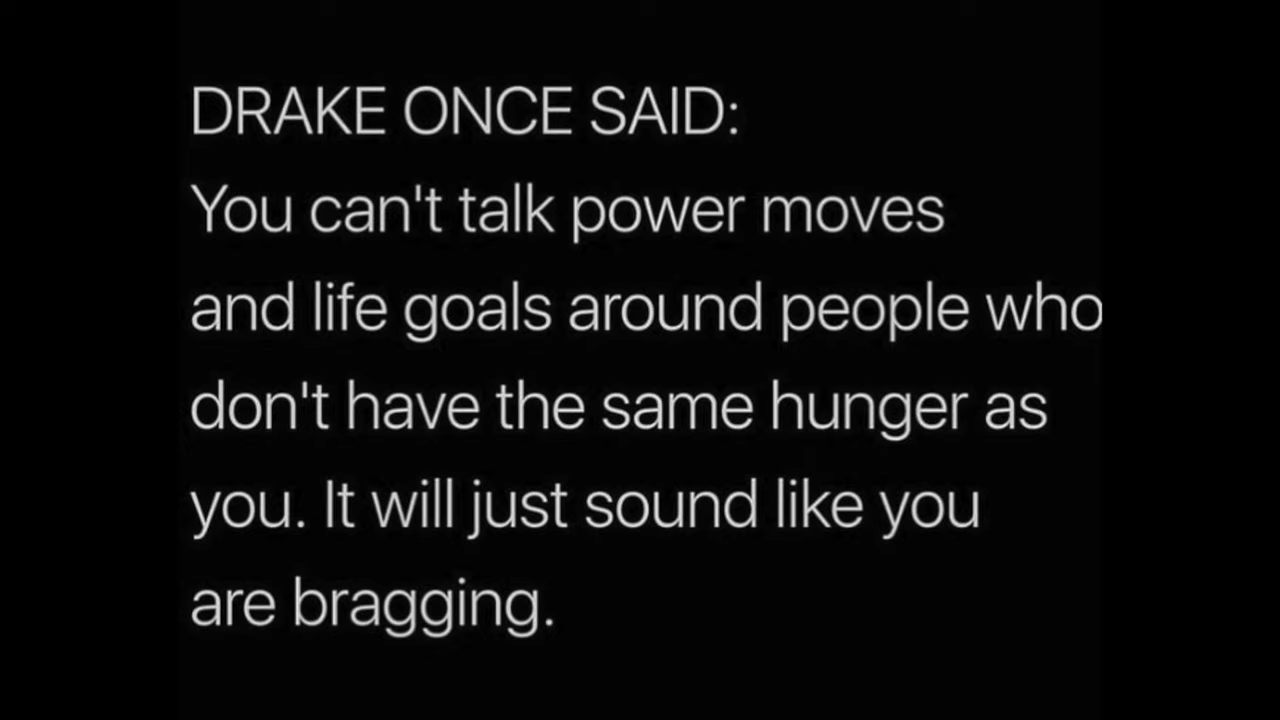 DRAKE ONCE SAID:
You can't talk power moves
and life goals around people who
don't have the same hunger as
you. It will just sound like you
are bragging.